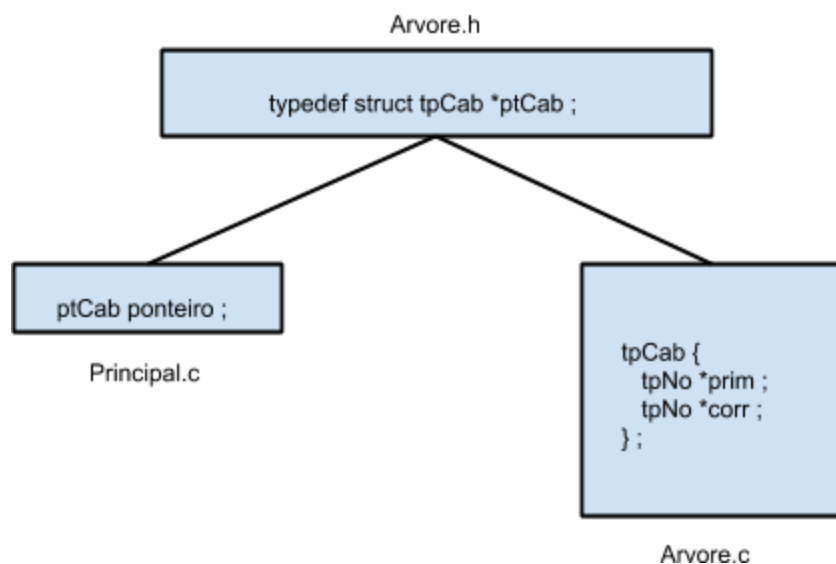 Arvore.h
typedef struct tpCab *ptCab ;
ptCab ponteiro ;
Principal.c
tpCab {
tpNo *prim ;
tpNo *corr ;
} ;
Arvore.c